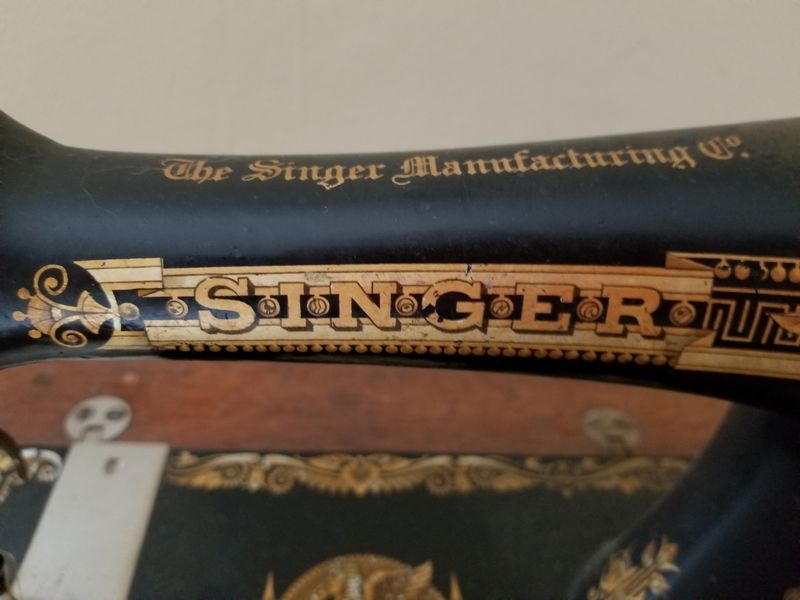 The Singer Manufacturing Co.
SINGER